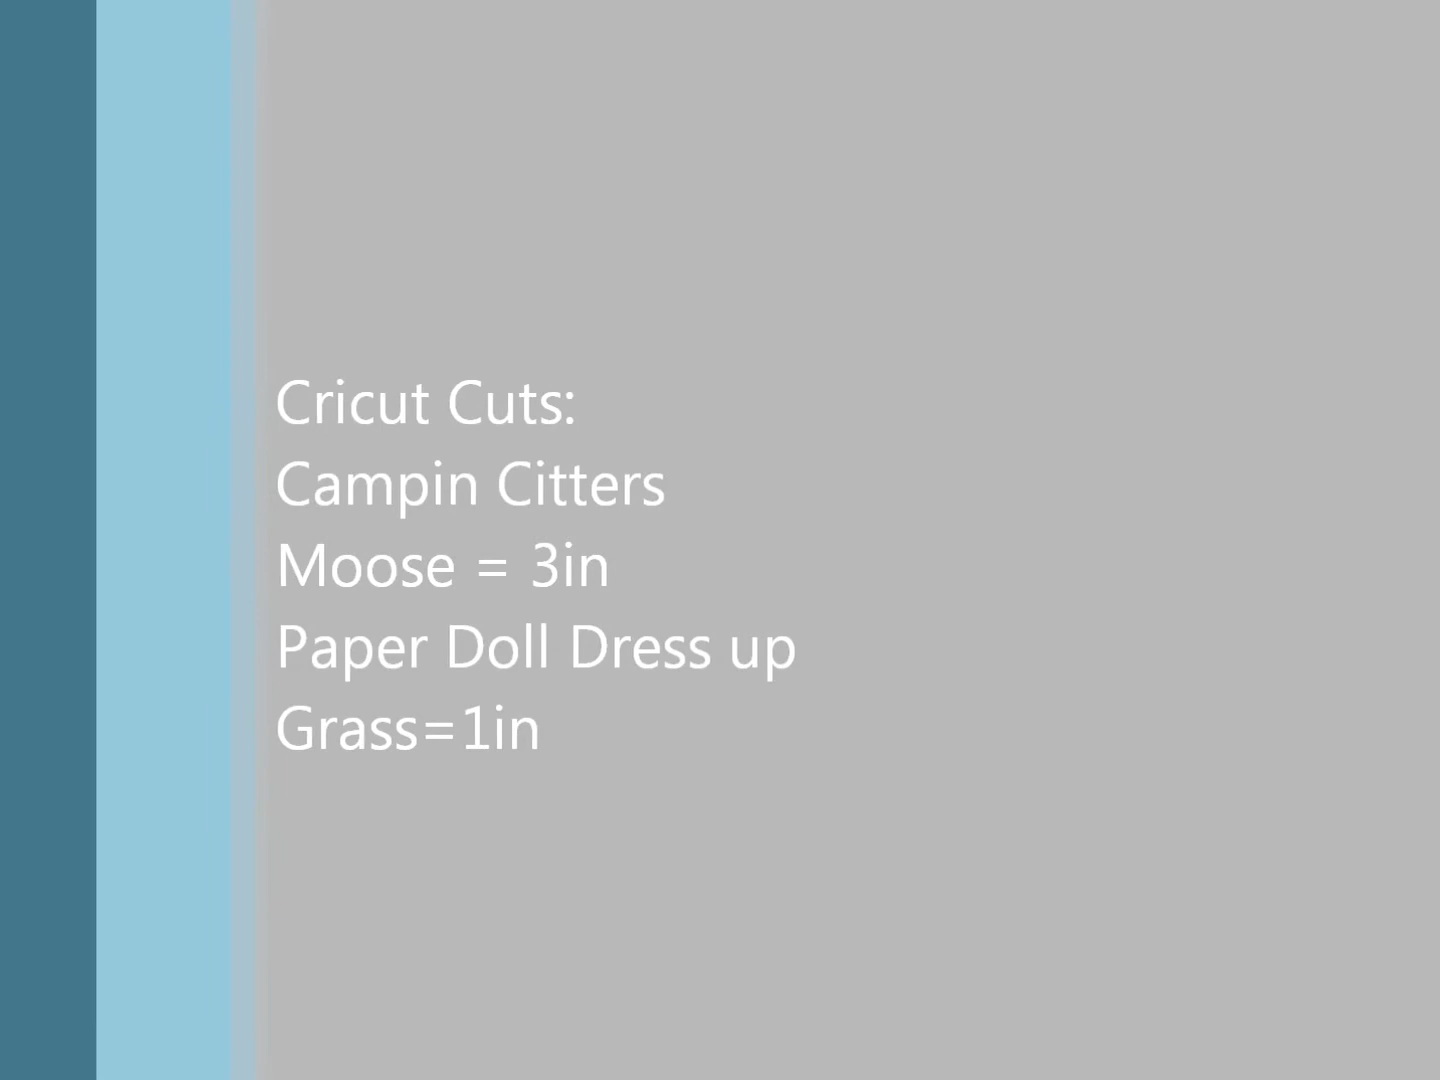 Cricut Cuts:
Campin Citters
Moose = 3in
Paper Doll Dress up
Grass=1in